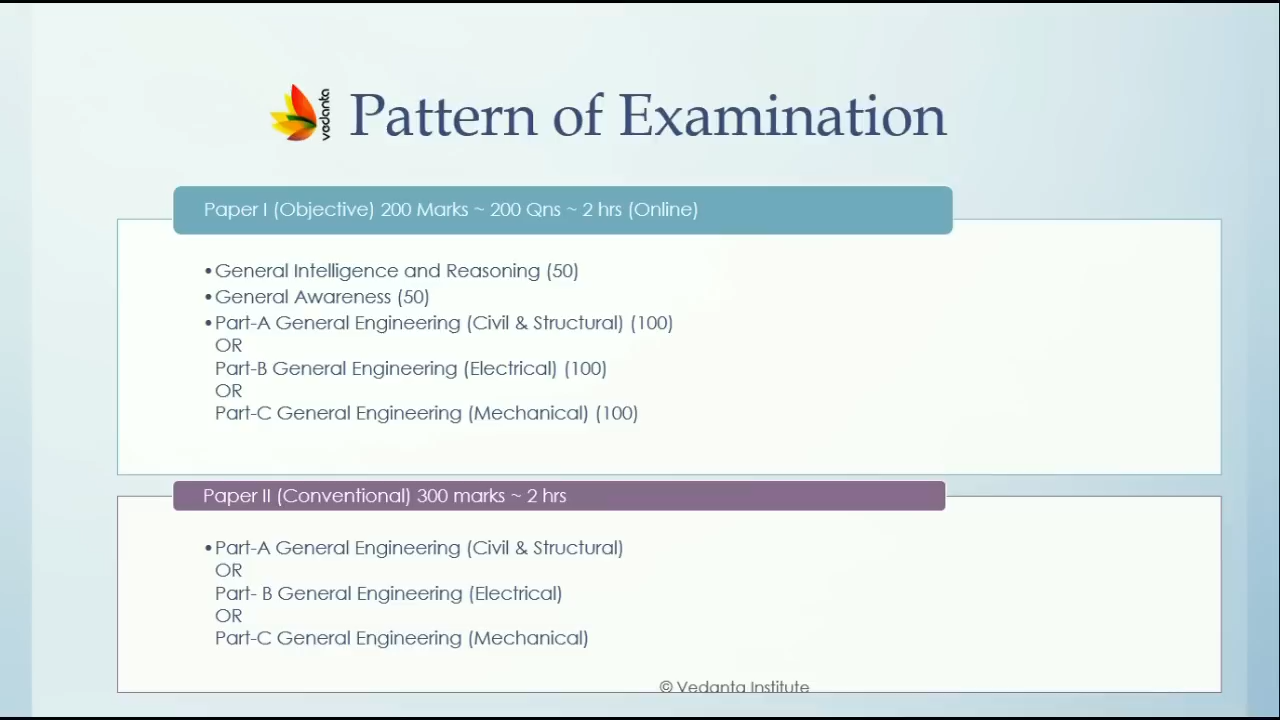 vedanta
Pattern of Examination
Paper I (Objective) 200 Marks ~ 200 Qns ~ 2 hrs (Online)
•General Intelligence and Reasoning (50)
•General Awareness (50)
•Part-A General Engineering (Civil & Structural) (100)
OR
Part-B General Engineering (Electrical) (100)
OR
Part-C General Engineering (Mechanical) (100)
Paper II (Conventional) 300 marks ~ 2 hrs
•Part-A General Engineering (Civil & Structural)
OR
Part- B General Engineering (Electrical)
OR
Part-C General Engineering (Mechanical)
© Vedanta Institute